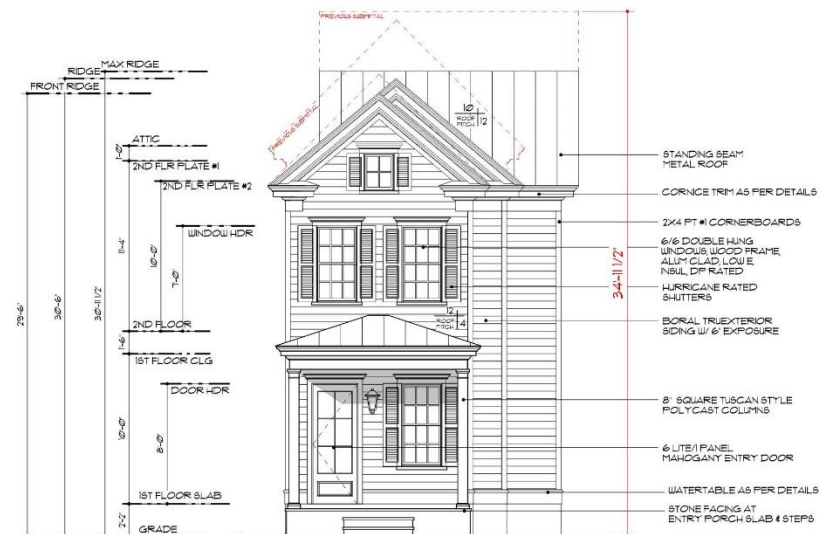 PREVIOUS SUBMITAL
MAX RIDGE
RIDGE
FRONT RIDGE
PREVIOUS SUBMITAL
10
12
ROOF
PITCH
ATTIC
1'-0"
2ND FLR PLATE #1
2ND FLR PLATE #2
WINDOW HDR
11'-4"
10'-0"
7'-0"
29'-6"
30'-6"
30'-11 1/2"
34'-11 1/2"
2ND FLOOR
1'-6"
1ST FLOOR CLG
DOOR HDR
10'-0"
8'-0"
1ST FLOOR SLAB
2'-2"
GRADE
12
4
ROOF
PITCH
STANDING SEAM
METAL ROOF
CORNICE TRIM AS PER DETAILS
2X4 PT #1 CORNERBOARDS
6/6 DOUBLE HUNG
WINDOWS, WOOD FRAME,
ALUM CLAD, LOW E,
INSUL, DP RATED
HURRICANE RATED
SHUTTERS
BORAL TRUEXTERIOR
SIDING W/ 6" EXPOSURE
8" SQUARE TUSCAN STYLE
POLYCAST COLUMNS
6 LITE/1 PANEL
MAHOGANY ENTRY DOOR
WATERTABLE AS PER DETAILS
STONE FACING AT
ENTRY PORCH SLAB & STEPS